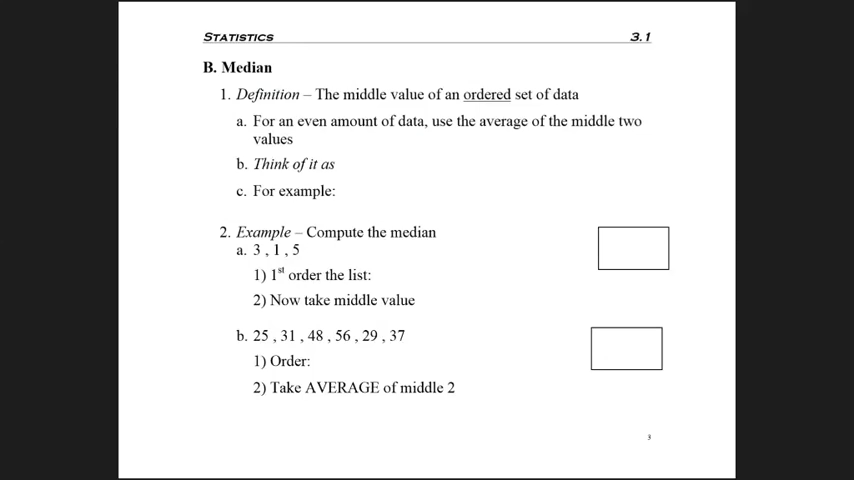 STATISTICS 3.1
B. Median
1. Definition – The middle value of an ordered set of data
a. For an even amount of data, use the average of the middle two
values
b. Think of it as
c. For example:
2. Example – Compute the median
a. 3 , 1 , 5
1) 1st order the list:
2) Now take middle value
b. 25 , 31 , 48 , 56 , 29 , 37
1) Order:
2) Take AVERAGE of middle 2
3